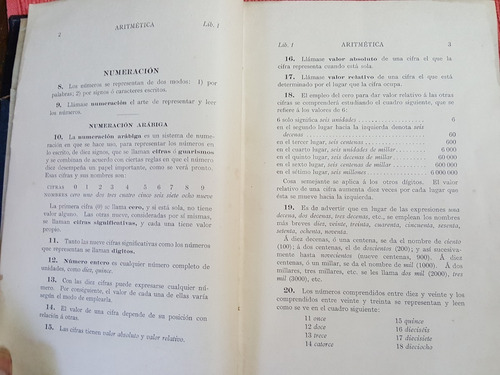 2
ARITMÉTICA
Lib. I
NUMERACIÓN
8. Los números se representan de dos modos: 1) por
palabras; 2) por signos ó caracteres escritos.
9. Llámase numeración el arte de representar y leer
los números.
NUMERACIÓN ARÁBIGA
10. La numeración arábiga es un sistema de numeración
en que se hace uso, para representar los números en
lo escrito, de diez signos, que se llaman cifras ó guarismos
y se combinan de acuerdo con ciertas reglas en que el número
diez desempeña un papel importante, como se verá pronto.
Esas cifras y sus nombres son:
CIFRAS 0 1 2 3 4 5 6 7 8 9
NOMBRES cero uno dos tres cuatro cinco seis siete ocho nueve
La primera cifra (0) se llama cero, y si está sola, no tiene
valor alguno. Las otras nueve, consideradas por sí mismas,
se llaman cifras significativas, y cada una tiene valor
propio.
11. Tanto las nueve cifras significativas como los números
que representan se llaman dígitos.
12. Número entero es cualquier número completo de
unidades, como diez, quince.
13. Con las diez cifras puede expresarse cualquier número.
Por consiguiente, el valor de cada una de ellas varía
según el modo de emplearla.
14. El valor de una cifra depende de su posición con
relación á otras.
15. Las cifras tienen valor absoluto y valor relativo.
Lib. I
ARITMÉTICA
3
16. Llámase valor absoluto de una cifra el que la
cifra representa cuando está sola.
17. Llámase valor relativo de una cifra el que está
determinado por el lugar que la cifra ocupa.
18. El empleo del cero para dar valor relativo á las otras
cifras se comprenderá estudiando el cuadro siguiente, que se
refiere á los valores de 6:
6 solo significa seis unidades . . . . . . . 6
en el segundo lugar hacia la izquierda denota seis
decenas . . . . . . . 60
en el tercer lugar, seis centenas . . . . . . . 600
en el cuarto lugar, seis unidades de millar . . . . . . . 6 000
en el quinto lugar, seis decenas de millar . . . . . . . 60 000
en el sexto lugar, seis centenas de millar . . . . . . . 600 000
en el séptimo lugar, seis millones . . . . . . . 6 000 000
Cosa semejante se aplica á los otros dígitos. El valor
relativo de una cifra aumenta diez veces por cada lugar que
ésta se mueve hacia la izquierda.
19. Es de advertir que en lugar de las expresiones una
decena, dos decenas, tres decenas, etc., se emplean los nombres
más breves diez, veinte, treinta, cuarenta, cincuenta, sesenta,
setenta, ochenta, noventa.
Á diez decenas, ó una centena, se da el nombre de ciento
(100); á dos centenas, el de doscientos (200); y así sucesivamente
hasta novecientos (nueve centenas, 900). Á diez
centenas, ó un millar, se da el nombre de mil (1000). Á dos
millares, tres millares, etc. se les llama dos mil (2000), tres
mil (3000), etc.
20. Los números comprendidos entre diez y veinte y los
comprendidos entre veinte y treinta se representan y leen
como se ve en el cuadro siguiente:
11 once 15 quince
12 doce 16 dieciséis
13 trece 17 diecisiete
14 catorce 18 dieciocho